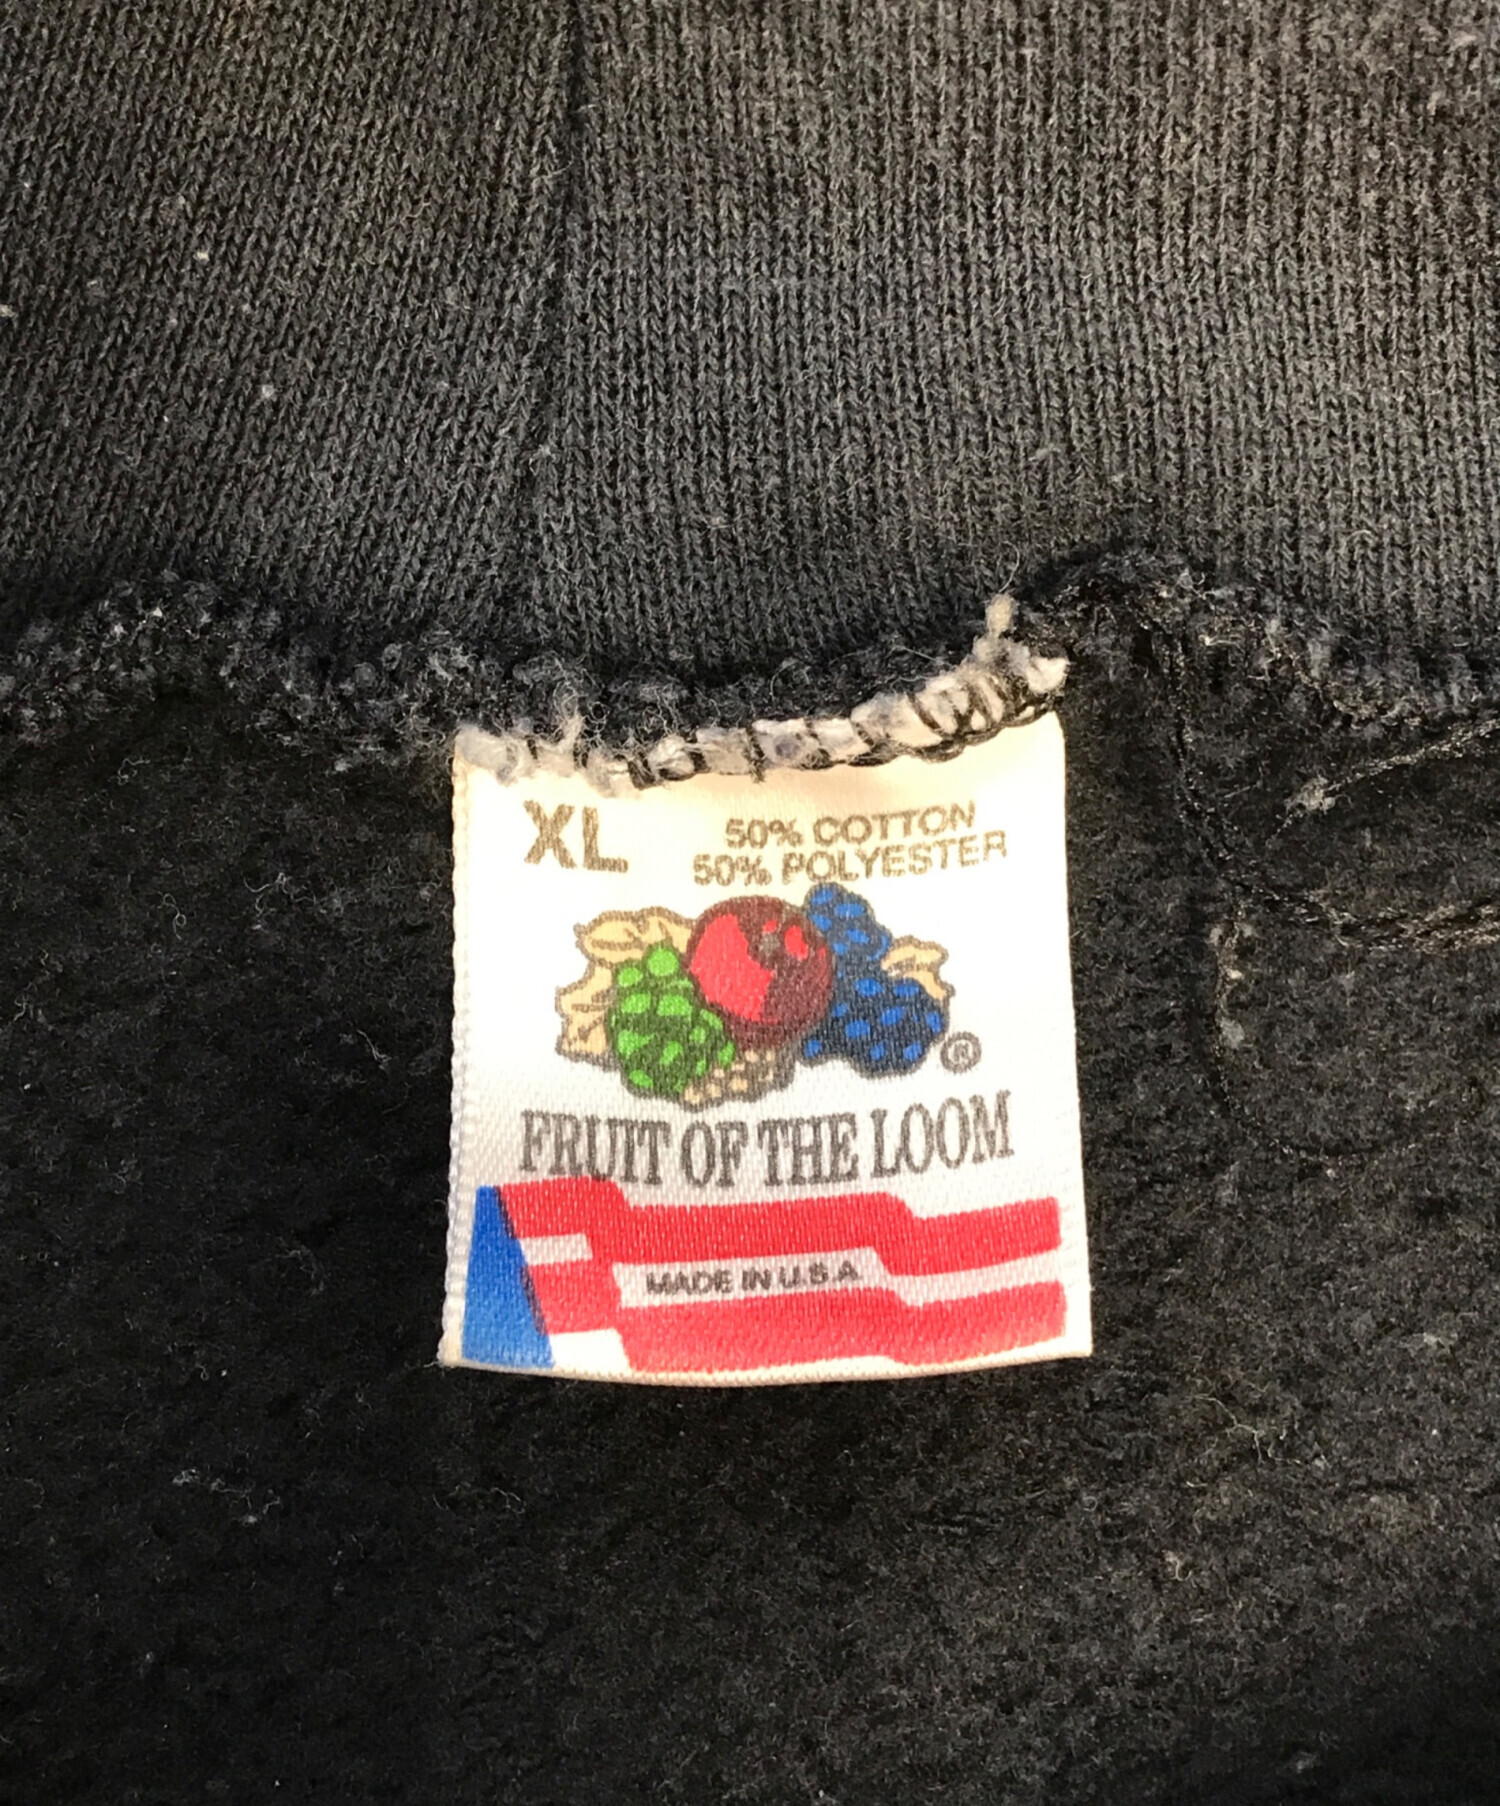 XL
50% COTTON
50% POLYESTER
®
FRUIT OF THE LOOM
MADE IN U.S.A.